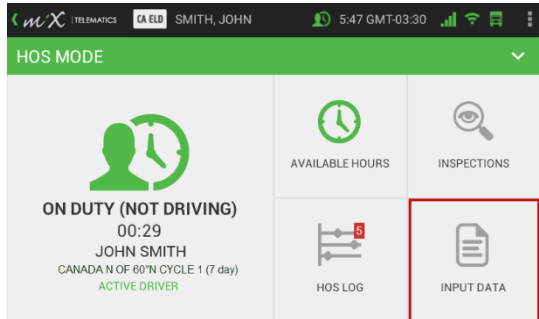 MiX TELEMATICS CA ELD SMITH, JOHN 5:47 GMT-03:30
HOS MODE
AVAILABLE HOURS
INSPECTIONS
ON DUTY (NOT DRIVING)
00:29
JOHN SMITH
CANADA N OF 60°N CYCLE 1 (7 day)
ACTIVE DRIVER
5
HOS LOG
INPUT DATA